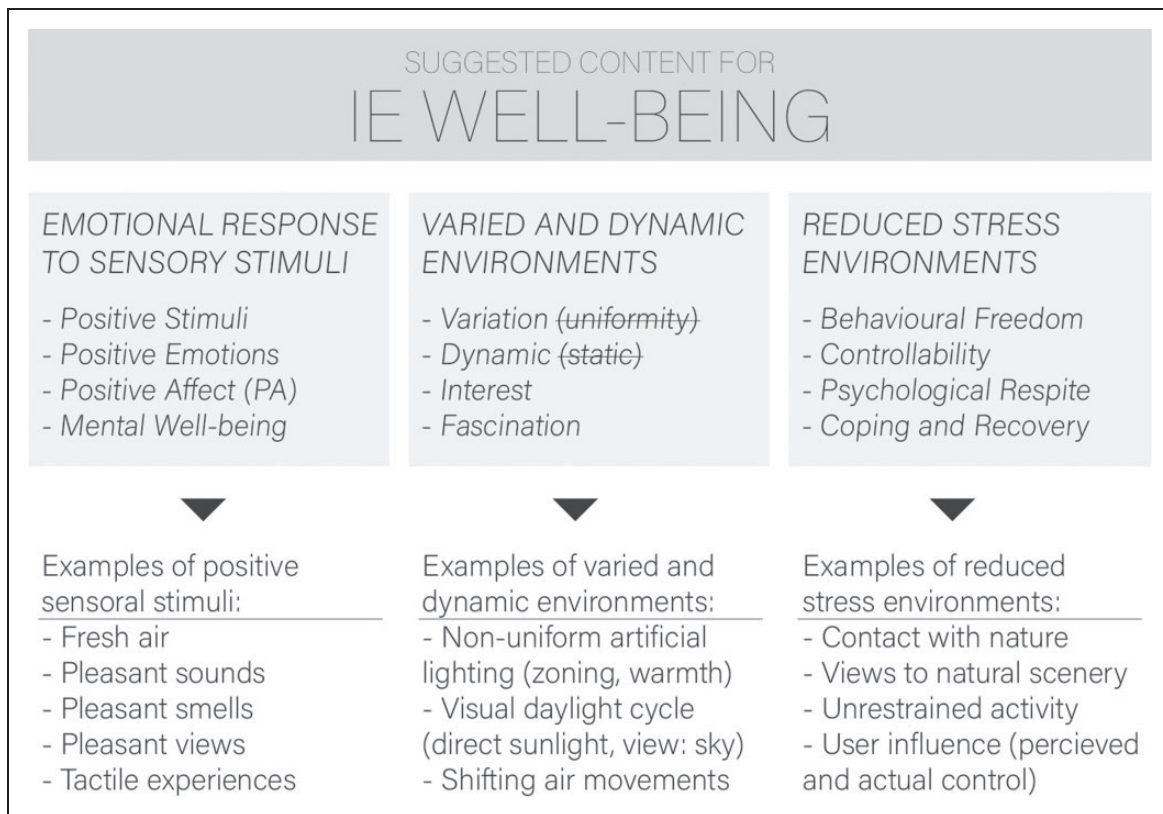 SUGGESTED CONTENT FOR
IE WELL-BEING
EMOTIONAL RESPONSE
TO SENSORY STIMULI
- Positive Stimuli
- Positive Emotions
- Positive Affect (PA)
- Mental Well-being
VARIED AND DYNAMIC
ENVIRONMENTS
- Variation (uniformity)
- Dynamic (static)
- Interest
- Fascination
REDUCED STRESS
ENVIRONMENTS
- Behavioural Freedom
- Controllability
- Psychological Respite
- Coping and Recovery
Examples of positive
sensoral stimuli:
- Fresh air
- Pleasant sounds
- Pleasant smells
- Pleasant views
- Tactile experiences
Examples of varied and
dynamic environments:
- Non-uniform artificial
lighting (zoning, warmth)
- Visual daylight cycle
(direct sunlight, view: sky)
- Shifting air movements
Examples of reduced
stress environments:
- Contact with nature
- Views to natural scenery
- Unrestrained activity
- User influence (percieved
and actual control)